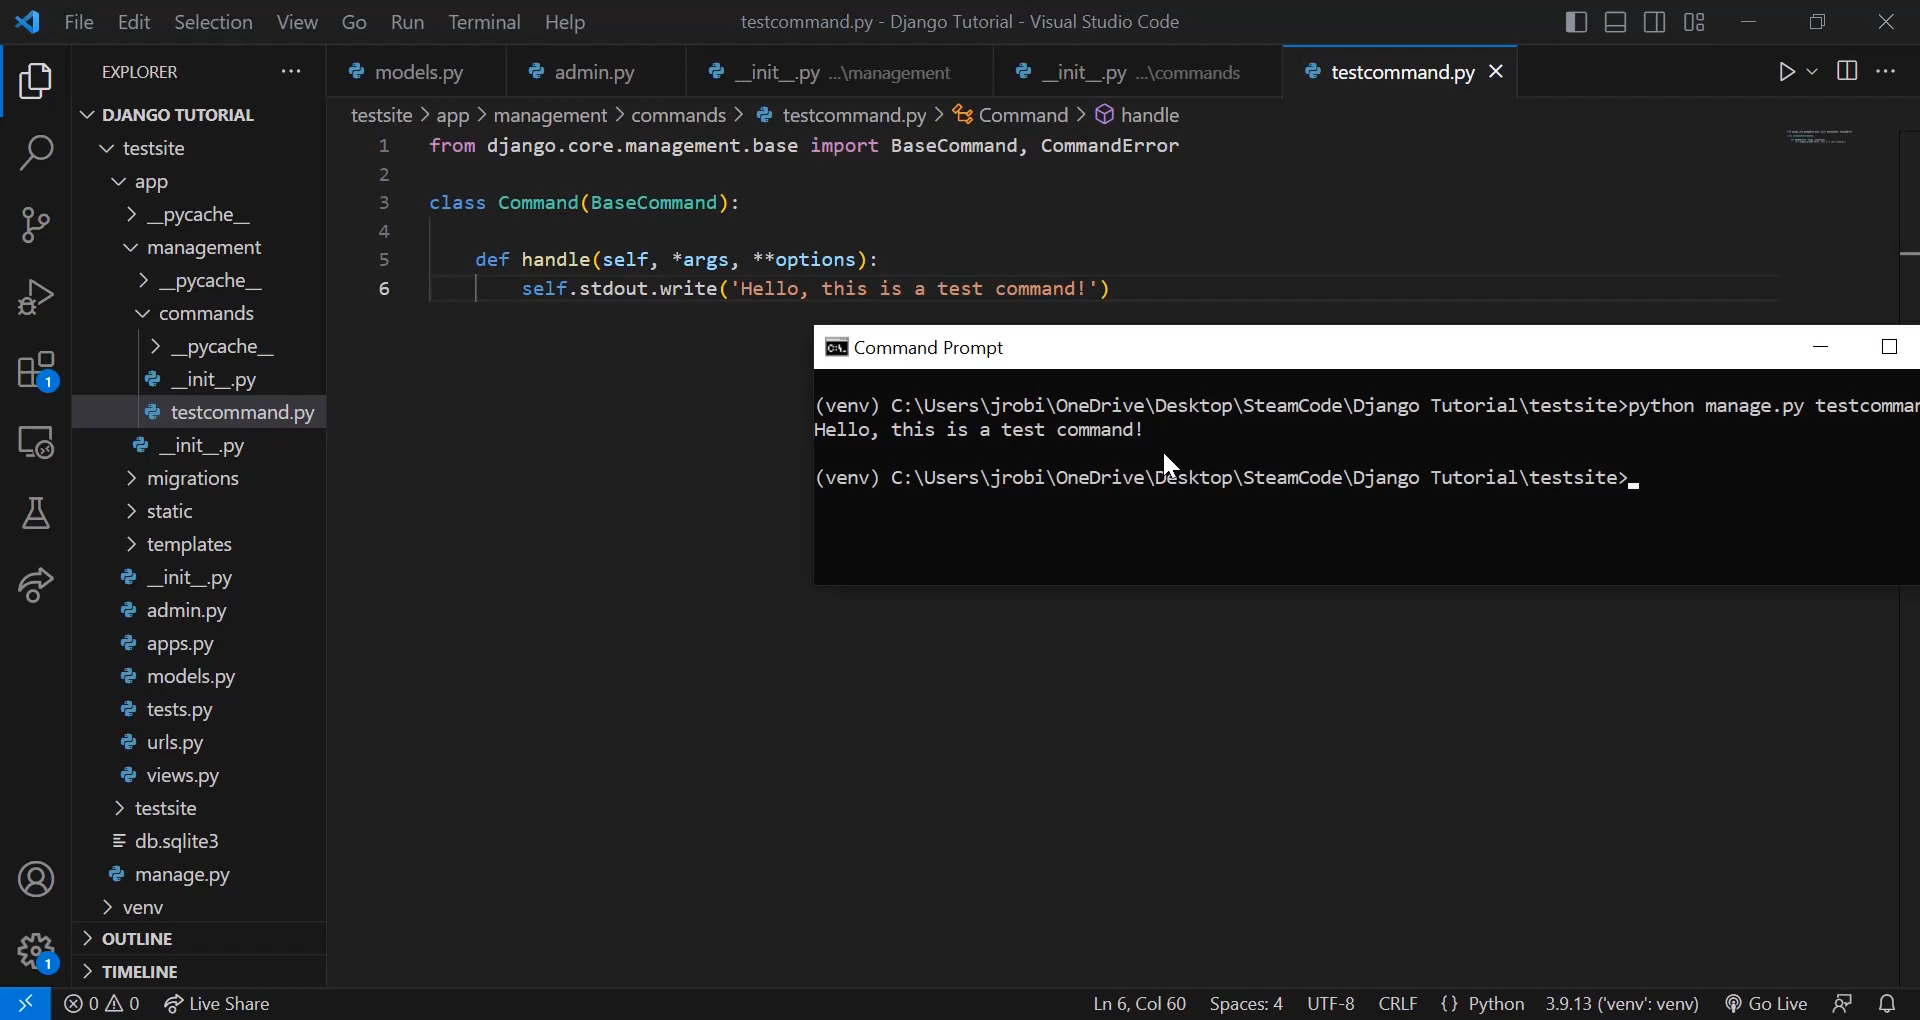 File Edit Selection View Go Run Terminal Help testcommand.py - Django Tutorial - Visual Studio Code
EXPLORER ···
models.py admin.py __init__.py ...\management __init__.py ...\commands testcommand.py
testsite > app > management > commands > testcommand.py > Command > handle
DJANGO TUTORIAL
testsite
app
__pycache__
management
__pycache__
commands
__pycache__
__init__.py
testcommand.py
__init__.py
migrations
static
templates
__init__.py
admin.py
apps.py
models.py
tests.py
urls.py
views.py
testsite
db.sqlite3
manage.py
venv
OUTLINE
TIMELINE
1
1
1 from django.core.management.base import BaseCommand, CommandError
2
3 class Command(BaseCommand):
4
5 def handle(self, *args, **options):
6 self.stdout.write('Hello, this is a test command!')
Command Prompt
(venv) C:\Users\jrobi\OneDrive\Desktop\SteamCode\Django Tutorial\testsite>python manage.py testcomman
Hello, this is a test command!
(venv) C:\Users\jrobi\OneDrive\Desktop\SteamCode\Django Tutorial\testsite>
0 0 Live Share Ln 6, Col 60 Spaces: 4 UTF-8 CRLF {} Python 3.9.13 ('venv': venv) Go Live